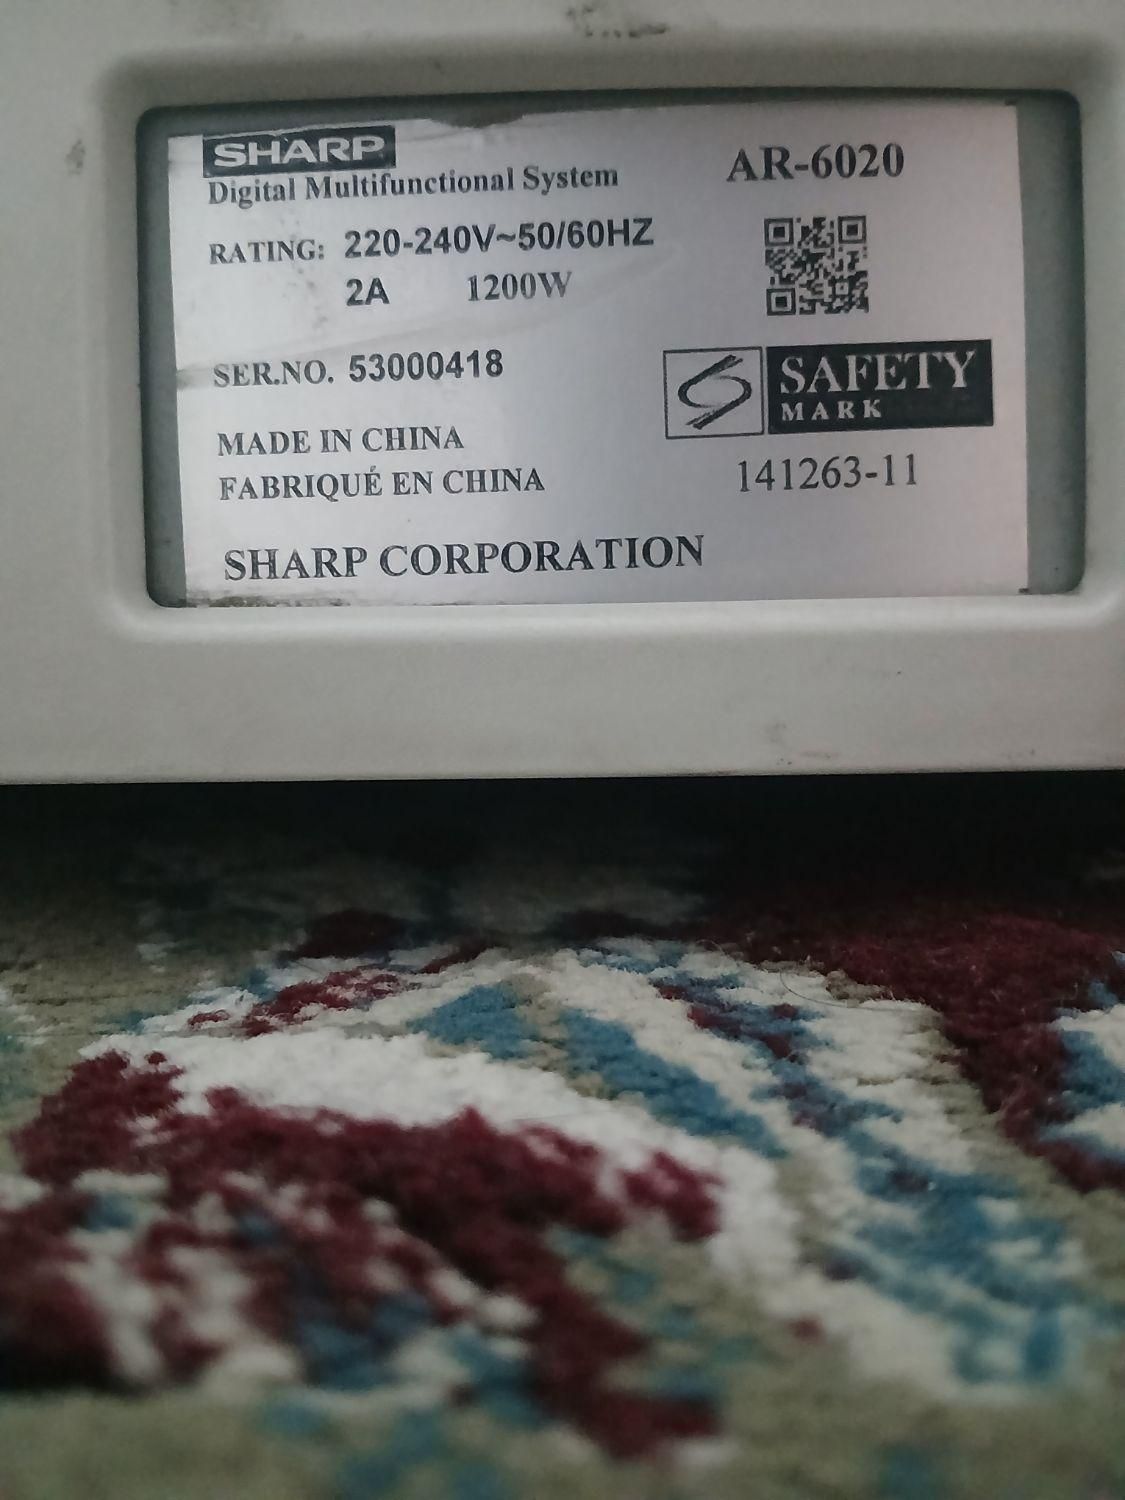 SHARP
Digital Multifunctional System
AR-6020
RATING: 220-240V~50/60HZ
2A 1200W
SER.NO. 53000418
SAFETY
MARK
MADE IN CHINA
FABRIQUÉ EN CHINA
141263-11
SHARP CORPORATION